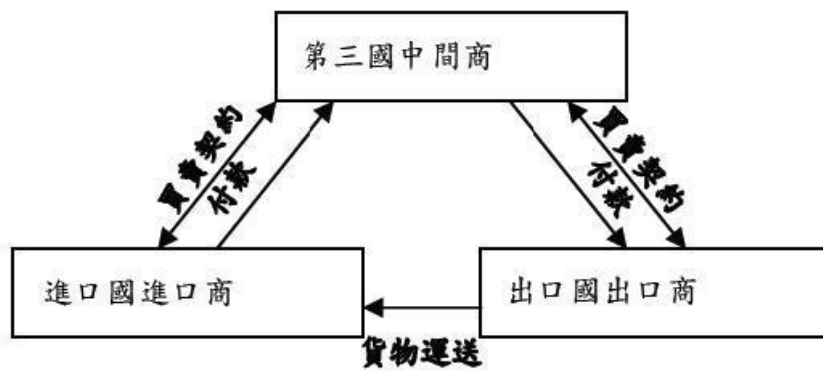 第三國中間商
買賣契約
付款
買賣契約
付款
進口國進口商
出口國出口商
貨物運送